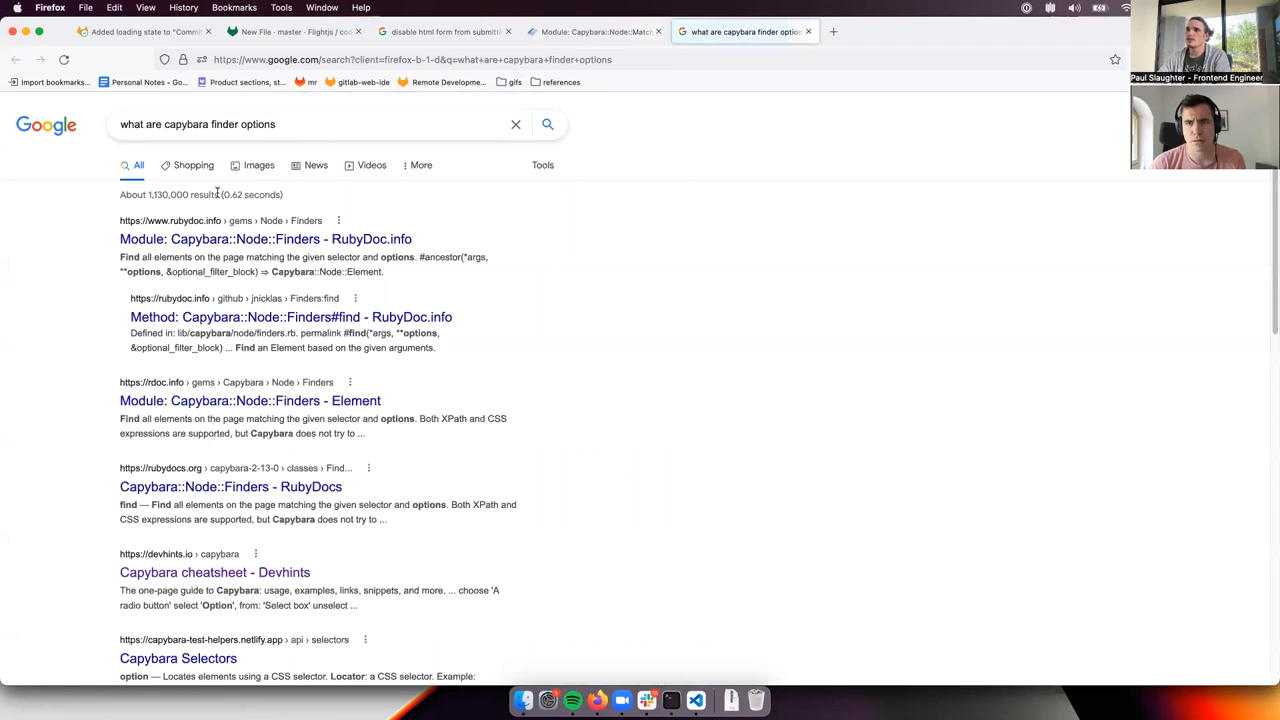 Firefox File Edit View History Bookmarks Tools Window Help
Added loading state to "Commit
New File · master · Flightjs / co
disable html form from submitti
Module: Capybara::Node::Match
what are capybara finder option
https://www.google.com/search?client=firefox-b-1-d&q=what+are+capybara+finder+options
Import bookmarks... Personal Notes - Go... Product sections, st... mr gitlab-web-ide Remote Developme... gifs references
Paul Slaughter - Frontend Engineer
Google
what are capybara finder options
All Shopping Images News Videos More Tools
About 1,130,000 results (0.62 seconds)
https://www.rubydoc.info › gems › Node › Finders
Module: Capybara::Node::Finders - RubyDoc.info
Find all elements on the page matching the given selector and options. #ancestor(*args,
**options, &optional_filter_block) ⇒ Capybara::Node::Element.
https://rubydoc.info › github › jnicklas › Finders:find
Method: Capybara::Node::Finders#find - RubyDoc.info
Defined in: lib/capybara/node/finders.rb. permalink #find(*args, **options,
&optional_filter_block) ... Find an Element based on the given arguments.
https://rdoc.info › gems › Capybara › Node › Finders
Module: Capybara::Node::Finders - Element
Find all elements on the page matching the given selector and options. Both XPath and CSS
expressions are supported, but Capybara does not try to ...
https://rubydocs.org › capybara-2-13-0 › classes › Find...
Capybara::Node::Finders - RubyDocs
find — Find all elements on the page matching the given selector and options. Both XPath and
CSS expressions are supported, but Capybara does not try to ...
https://devhints.io › capybara
Capybara cheatsheet - Devhints
The one-page guide to Capybara: usage, examples, links, snippets, and more. ... choose 'A
radio button' select 'Option', from: 'Select box' unselect ...
https://capybara-test-helpers.netlify.app › api › selectors
Capybara Selectors
option — Locates elements using a CSS selector. Locator: a CSS selector. Example: